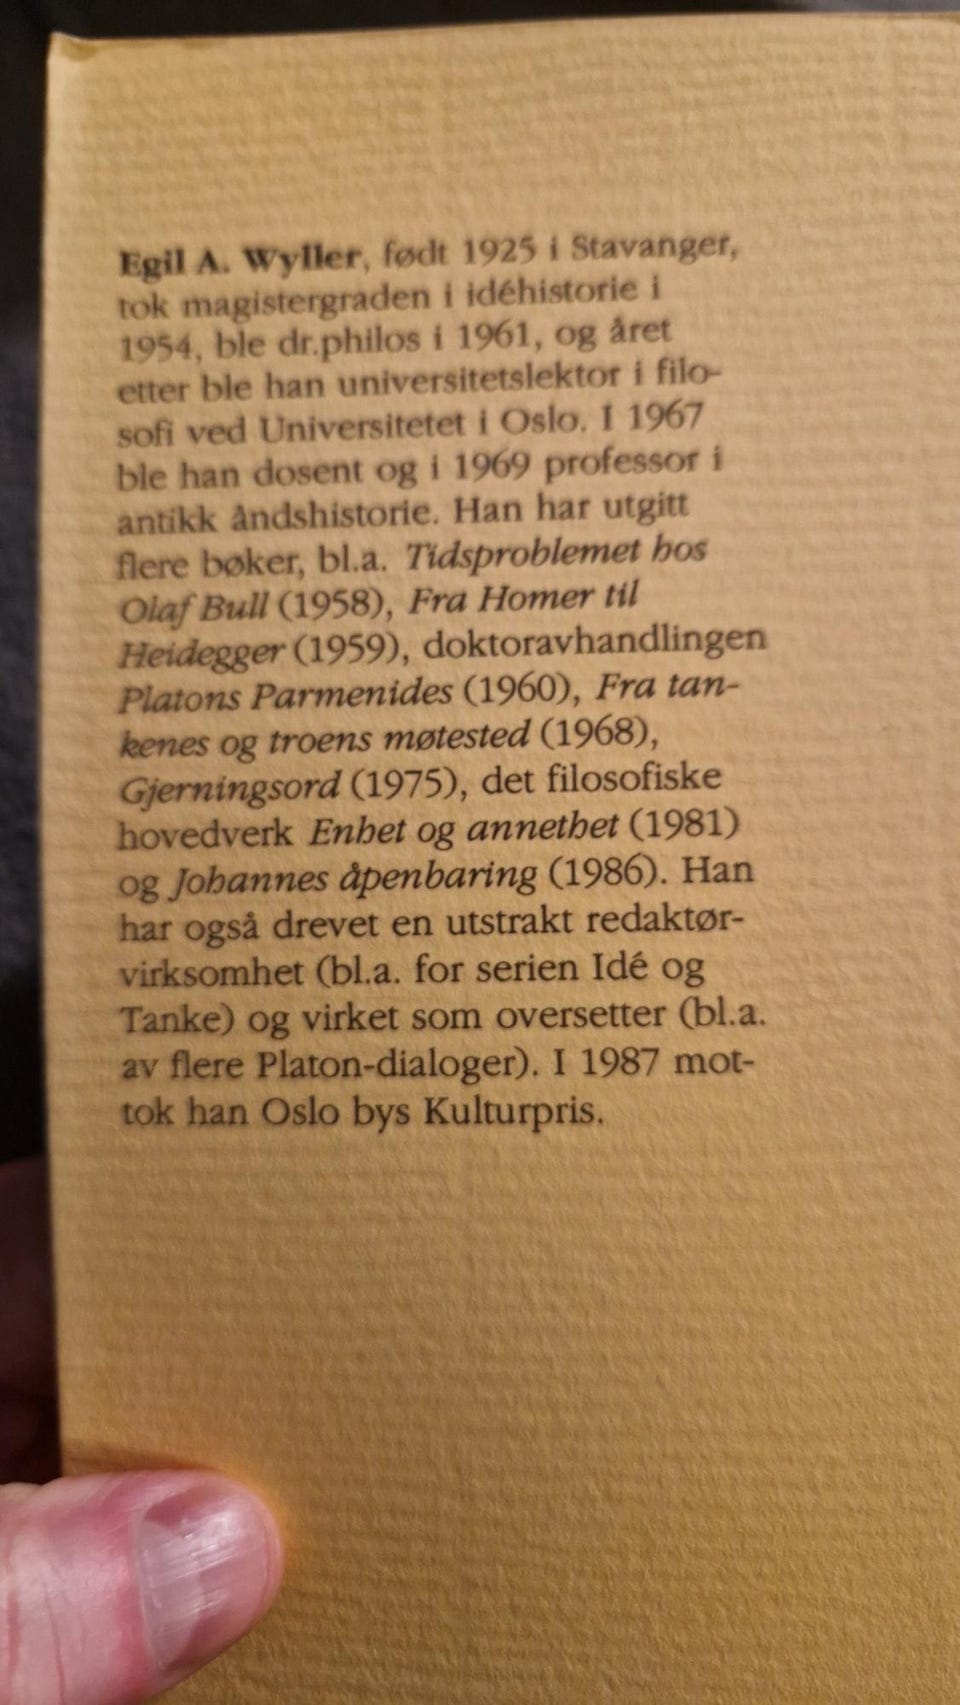 Egil A. Wyller, født 1925 i Stavanger,
tok magistergraden i idéhistorie i
1954, ble dr.philos i 1961, og året
etter ble han universitetslektor i filo-
sofi ved Universitetet i Oslo. I 1967
ble han dosent og i 1969 professor i
antikk åndshistorie. Han har utgitt
flere bøker, bl.a. Tidsproblemet hos
Olaf Bull (1958), Fra Homer til
Heidegger (1959), doktoravhandlingen
Platons Parmenides (1960), Fra tan-
kenes og troens møtested (1968),
Gjerningsord (1975), det filosofiske
hovedverk Enhet og annethet (1981)
og Johannes åpenbaring (1986). Han
har også drevet en utstrakt redaktør-
virksomhet (bl.a. for serien Idé og
Tanke) og virket som oversetter (bl.a.
av flere Platon-dialoger). I 1987 mot-
tok han Oslo bys Kulturpris.